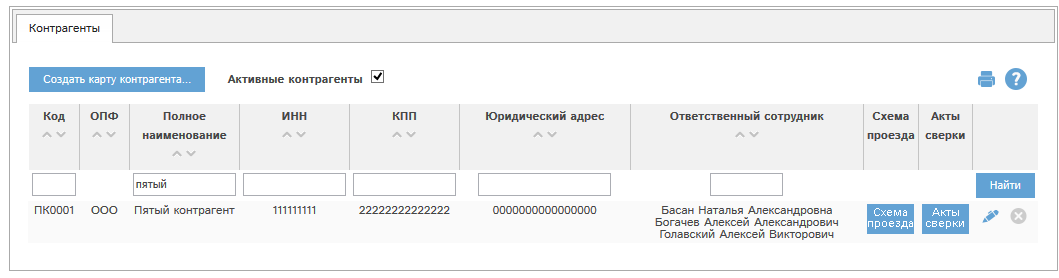 Контрагенты
Создать карту контрагента...
Активные контрагенты
?
Код ОПФ Полное наименование ИНН КПП Юридический адрес Ответственный сотрудник Схема проезда Акты сверки
пятый Найти
ПК0001 ООО Пятый контрагент 111111111 22222222222222 0000000000000000 Басан Наталья Александровна
Богачев Алексей Александрович
Голавский Алексей Викторович
Схема проезда Акты сверки